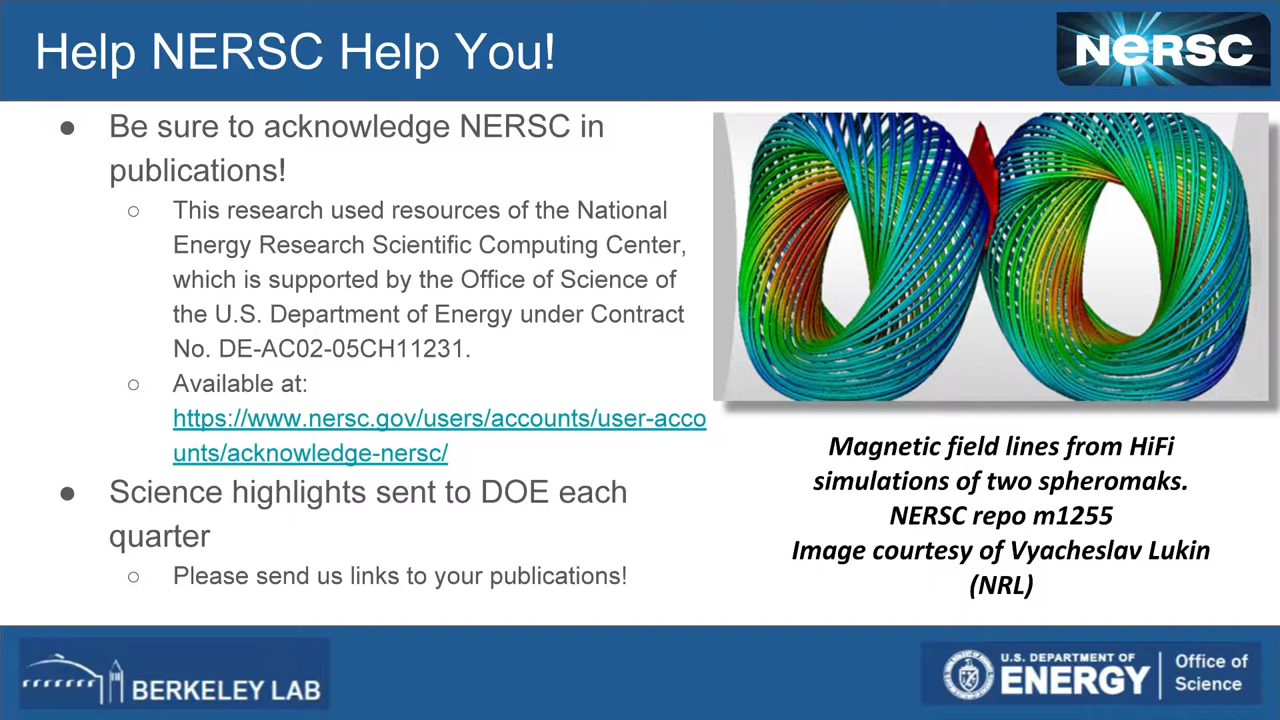 Help NERSC Help You!
NERSC
● Be sure to acknowledge NERSC in
publications!
○ This research used resources of the National
Energy Research Scientific Computing Center,
which is supported by the Office of Science of
the U.S. Department of Energy under Contract
No. DE-AC02-05CH11231.
○ Available at:
https://www.nersc.gov/users/accounts/user-acco
unts/acknowledge-nersc/
● Science highlights sent to DOE each
quarter
○ Please send us links to your publications!
Magnetic field lines from HiFi
simulations of two spheromaks.
NERSC repo m1255
Image courtesy of Vyacheslav Lukin
(NRL)
BERKELEY LAB
U.S. DEPARTMENT OF
ENERGY
Office of
Science